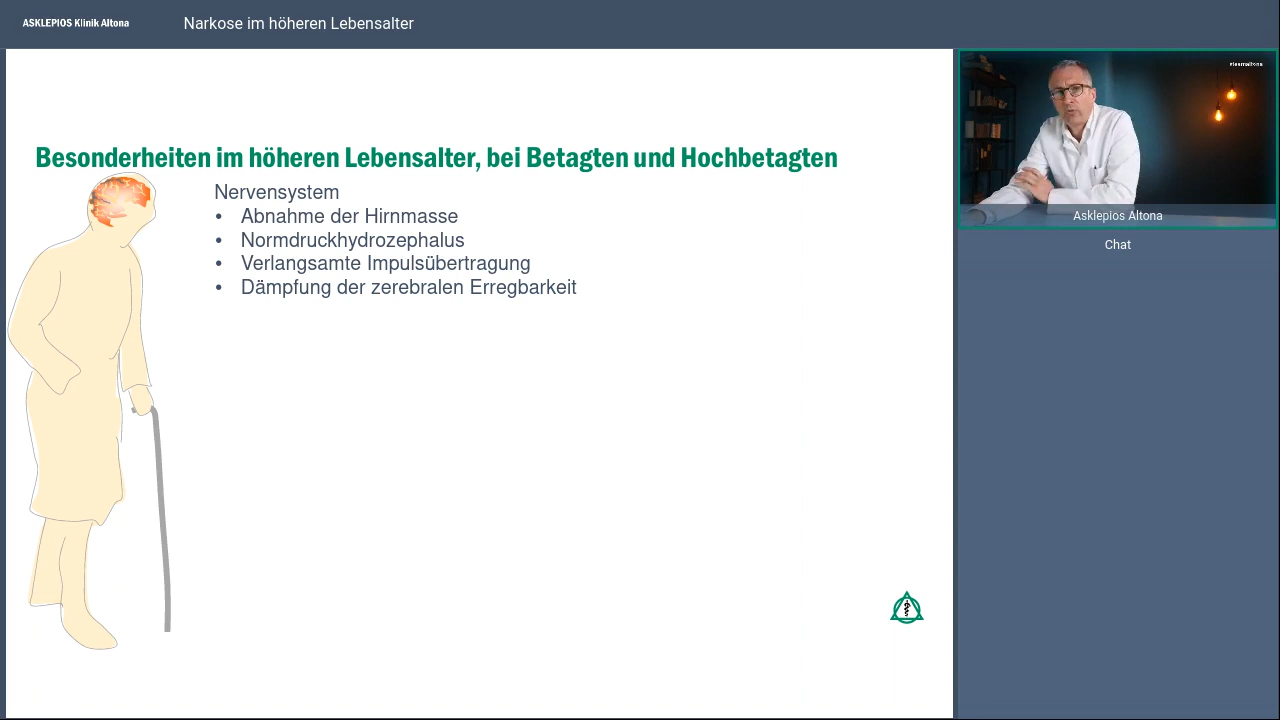 ASKLEPIOS Klinik Altona
Narkose im höheren Lebensalter
#teamaltona
Besonderheiten im höheren Lebensalter, bei Betagten und Hochbetagten
Nervensystem
• Abnahme der Hirnmasse
• Normdruckhydrozephalus
• Verlangsamte Impulsübertragung
• Dämpfung der zerebralen Erregbarkeit
Asklepios Altona
Chat